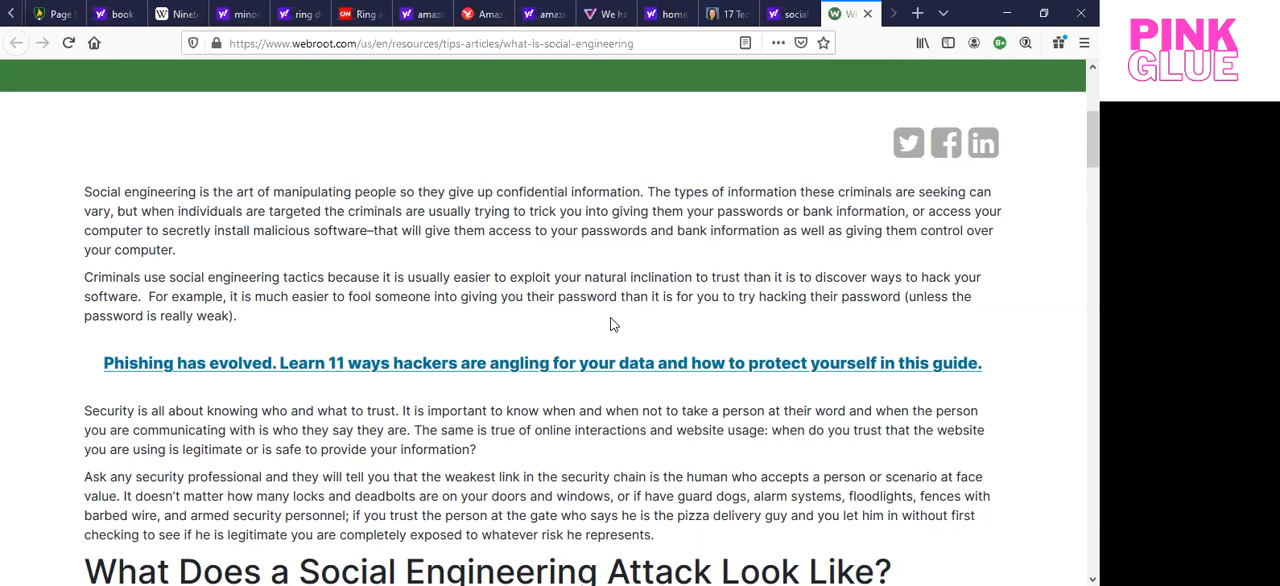 Page
book
Ninet
minor
ring d
Ring a
amaz
Amaz
amaz
We ha
home
17 Tec
social
Wi
https://www.webroot.com/us/en/resources/tips-articles/what-is-social-engineering
PINK
GLUE
Social engineering is the art of manipulating people so they give up confidential information. The types of information these criminals are seeking can
vary, but when individuals are targeted the criminals are usually trying to trick you into giving them your passwords or bank information, or access your
computer to secretly install malicious software–that will give them access to your passwords and bank information as well as giving them control over
your computer.
Criminals use social engineering tactics because it is usually easier to exploit your natural inclination to trust than it is to discover ways to hack your
software.  For example, it is much easier to fool someone into giving you their password than it is for you to try hacking their password (unless the
password is really weak).
Phishing has evolved. Learn 11 ways hackers are angling for your data and how to protect yourself in this guide.
Security is all about knowing who and what to trust. It is important to know when and when not to take a person at their word and when the person
you are communicating with is who they say they are. The same is true of online interactions and website usage: when do you trust that the website
you are using is legitimate or is safe to provide your information?
Ask any security professional and they will tell you that the weakest link in the security chain is the human who accepts a person or scenario at face
value. It doesn't matter how many locks and deadbolts are on your doors and windows, or if have guard dogs, alarm systems, floodlights, fences with
barbed wire, and armed security personnel; if you trust the person at the gate who says he is the pizza delivery guy and you let him in without first
checking to see if he is legitimate you are completely exposed to whatever risk he represents.
What Does a Social Engineering Attack Look Like?